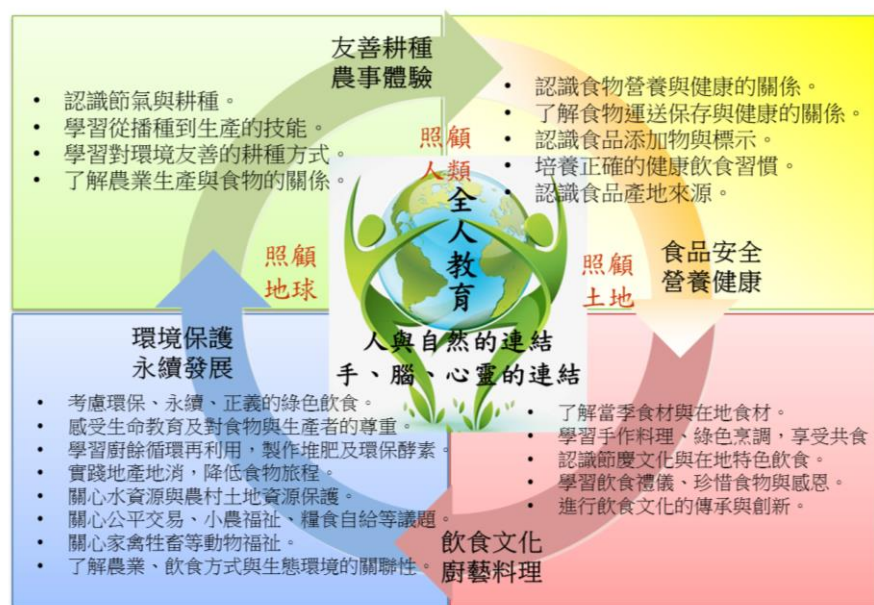 友善耕種
農事體驗
• 認識節氣與耕種。
• 學習從播種到生產的技能。
• 學習對環境友善的耕種方式。
• 了解農業生產與食物的關係。
• 認識食物營養與健康的關係。
• 了解食物運送保存與健康的關係。
• 認識食品添加物與標示。
• 培養正確的健康飲食習慣。
• 認識食品產地來源。
照顧
人類
全人教育
照顧
地球
照顧
土地
食品安全
營養健康
人與自然的連結
手、腦、心靈的連結
環境保護
永續發展
• 考慮環保、永續、正義的綠色飲食。
• 感受生命教育及對食物與生產者的尊重。
• 學習廚餘循環再利用，製作堆肥及環保酵素。
• 實踐地產地消，降低食物旅程。
• 關心水資源與農村土地資源保護。
• 關心公平交易、小農福祉、糧食自給等議題。
• 關心家禽牲畜等動物福祉。
• 了解農業、飲食方式與生態環境的關聯性。
• 了解當季食材與在地食材。
• 學習手作料理、綠色烹調，享受共食
• 認識節慶文化與在地特色飲食。
• 學習飲食禮儀、珍惜食物與感恩。
• 進行飲食文化的傳承與創新。
飲食文化
廚藝料理